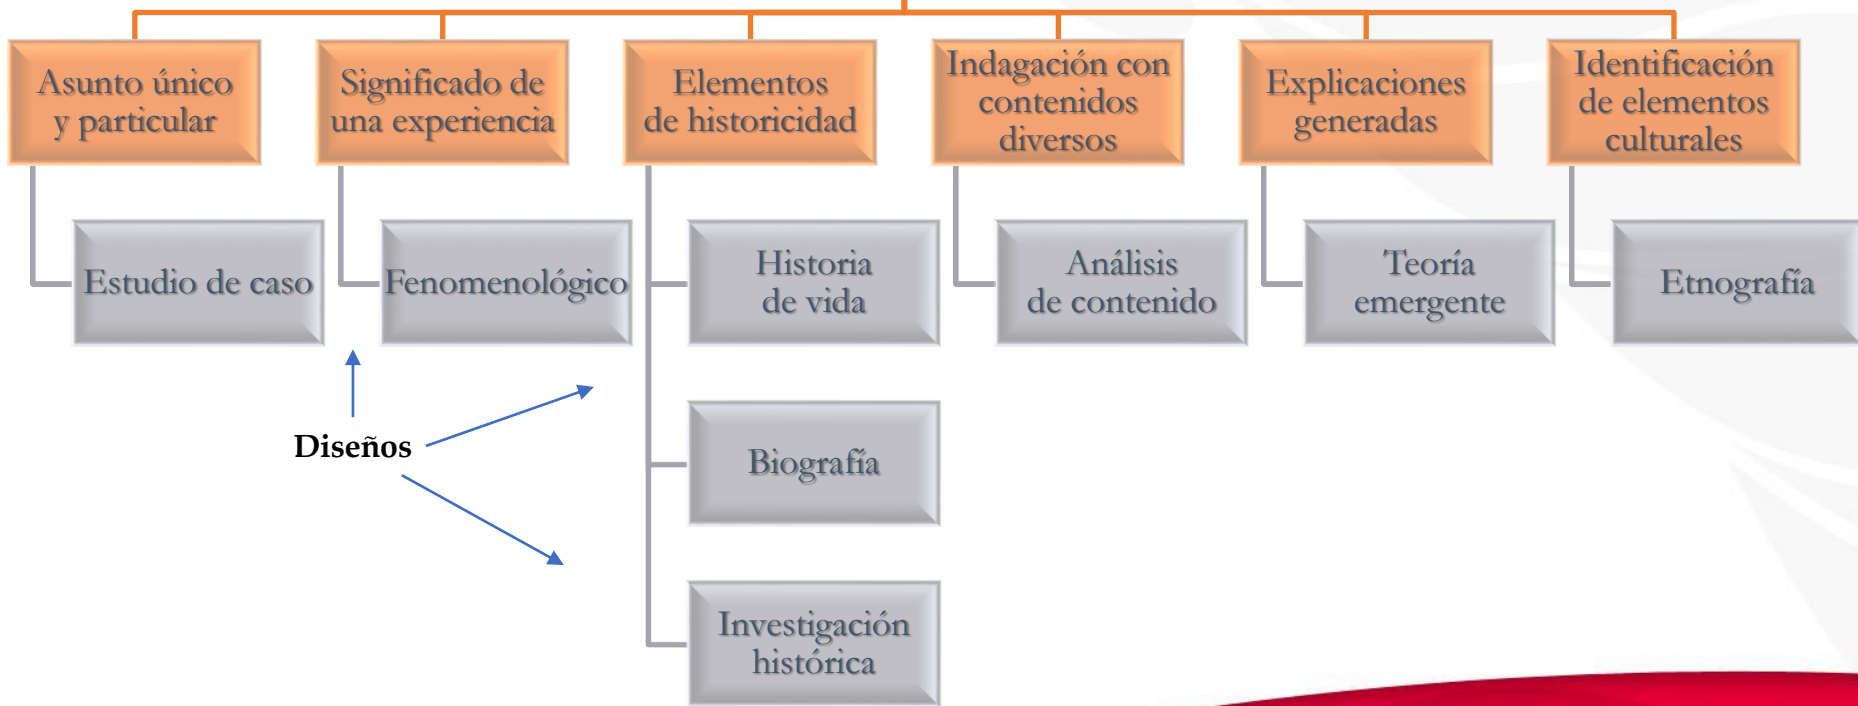 Asunto único
y particular
Significado de
una experiencia
Elementos
de historicidad
Indagación con
contenidos
diversos
Explicaciones
generadas
Identificación
de elementos
culturales
Estudio de caso
Fenomenológico
Historia
de vida
Análisis
de contenido
Teoría
emergente
Etnografía
Diseños
Biografía
Investigación
histórica